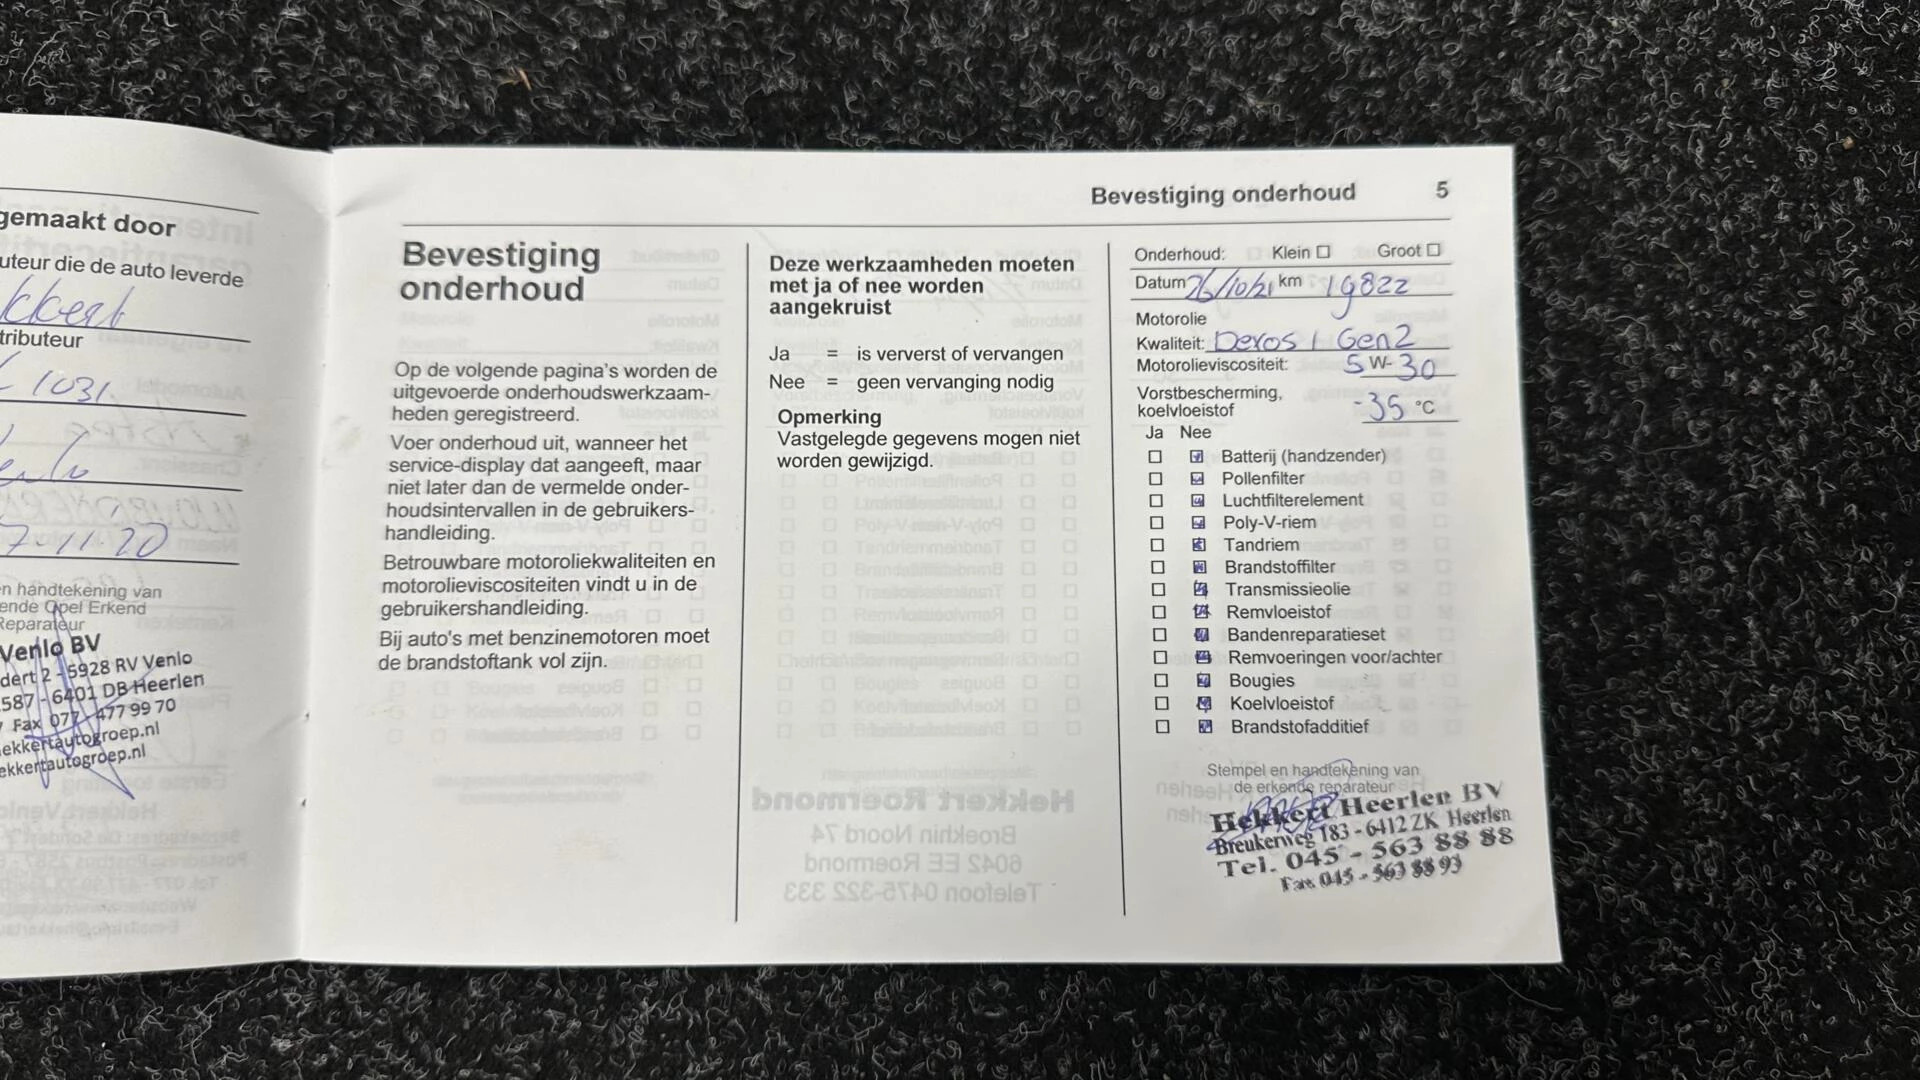 gemaakt door
uteur die de auto leverde
kkert
tributeur
1031
enlo
7-11 20
n handtekening van
ende Opel Erkend
Reparateur
Venlo BV
dert 2 - 5928 RV Venlo
587 - 6401 DB Heerlen
Fax 077 - 477 99 70
ekkertautogroep.nl
ekkertautogroep.nl
Bevestiging onderhoud 5
Bevestiging
onderhoud
Op de volgende pagina's worden de
uitgevoerde onderhoudswerkzaam-
heden geregistreerd.
Voer onderhoud uit, wanneer het
service-display dat aangeeft, maar
niet later dan de vermelde onder-
houdsintervallen in de gebruikers-
handleiding.
Betrouwbare motoroliekwaliteiten en
motorolieviscositeiten vindt u in de
gebruikershandleiding.
Bij auto's met benzinemotoren moet
de brandstoftank vol zijn.
Deze werkzaamheden moeten
met ja of nee worden
aangekruist
Ja = is ververst of vervangen
Nee = geen vervanging nodig
Opmerking
Vastgelegde gegevens mogen niet
worden gewijzigd.
Onderhoud: Klein Groot
Datum 26/10/21 km 19822
Motorolie
Kwaliteit: Dexos 1 Gen2
Motorolieviscositeit: 5 W- 30
Vorstbescherming,
koelvloeistof -35 °C
Ja Nee
Batterij (handzender)
Pollenfilter
Luchtfilterelement
Poly-V-riem
Tandriem
Brandstoffilter
Transmissieolie
Remvloeistof
Bandenreparatieset
Remvoeringen voor/achter
Bougies
Koelvloeistof
Brandstofadditief
Stempel en handtekening van
de erkende reparateur
Hekkert Heerlen BV
Breukerweg 183 - 6412 ZK Heerlen
Tel. 045 - 563 88 88
Fax 045 - 563 88 93